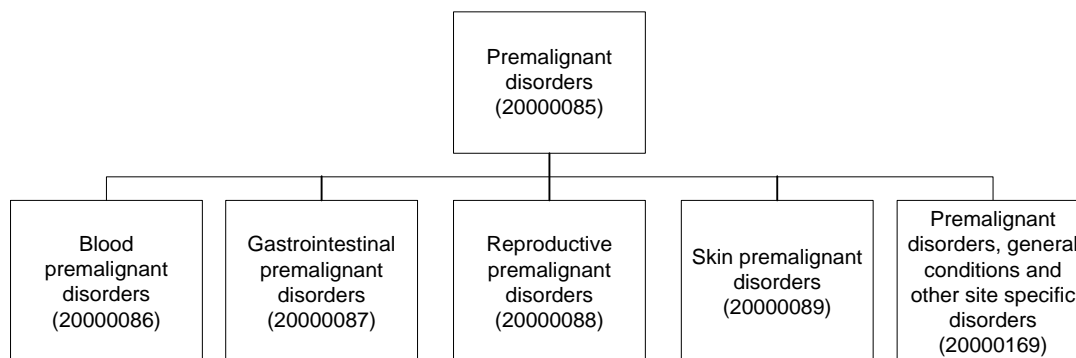 Premalignant
disorders
(20000085)
Blood
premalignant
disorders
(20000086)
Gastrointestinal
premalignant
disorders
(20000087)
Reproductive
premalignant
disorders
(20000088)
Skin premalignant
disorders
(20000089)
Premalignant
disorders, general
conditions and
other site specific
disorders
(20000169)